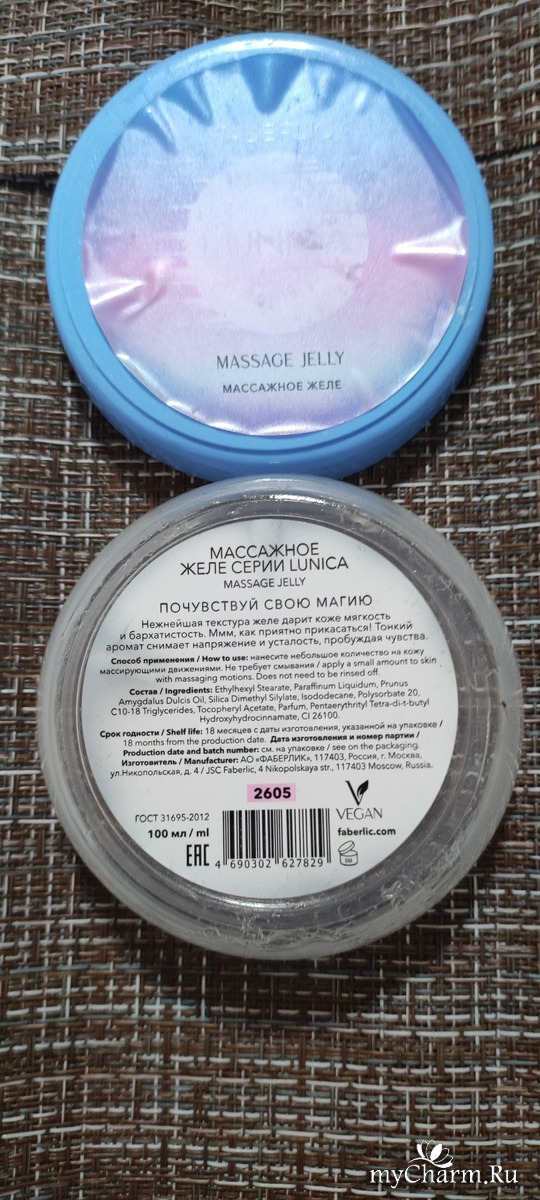 MASSAGE JELLY
МАССАЖНОЕ ЖЕЛЕ
МАССАЖНОЕ
ЖЕЛЕ СЕРИИ LUNICA
MASSAGE JELLY
ПОЧУВСТВУЙ СВОЮ МАГИЮ
Нежнейшая текстура желе дарит коже мягкость
и бархатистость. Ммм, как приятно прикасаться! Тонкий
аромат снимает напряжение и усталость, пробуждая чувства.
Способ применения / How to use: нанесите небольшое количество на кожу
массирующими движениями. Не требует смывания / apply a small amount to skin
with massaging motions. Does not need to be rinsed off.
Состав / Ingredients: Ethylhexyl Stearate, Paraffinum Liquidum, Prunus
Amygdalus Dulcis Oil, Silica Dimethyl Silylate, Isododecane, Polysorbate 20,
C10-18 Triglycerides, Tocopheryl Acetate, Parfum, Pentaerythrityl Tetra-di-t-butyl
Hydroxyhydrocinnamate, CI 26100.
Срок годности / Shelf life: 18 месяцев с даты изготовления, указанной на упаковке /
18 months from the production date. Дата изготовления и номер партии /
Production date and batch number: см. на упаковке / see on the packaging.
Изготовитель / Manufacturer: АО «ФАБЕРЛИК», 117403, Россия, г. Москва,
ул.Никопольская, д. 4 / JSC Faberlic, 4 Nikopolskaya str., 117403 Moscow, Russia.
2605
ГОСТ 31695-2012
100 мл / ml
VEGAN
faberlic.com
EAC
4 690302 627829
6M
myCharm.Ru